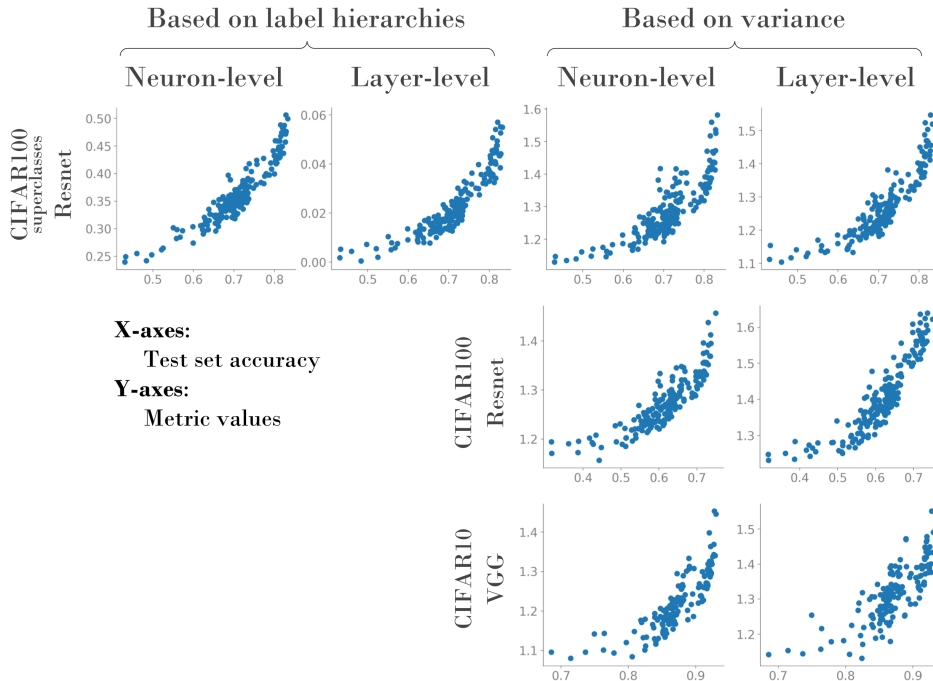 Based on label hierarchies
Based on variance
Neuron-level
Layer-level
Neuron-level
Layer-level
CIFAR100
superclasses
Resnet
0.50
0.45
0.40
0.35
0.30
0.25
0.5 0.6 0.7 0.8
0.06
0.04
0.02
0.00
0.5 0.6 0.7 0.8
1.6
1.5
1.4
1.3
1.2
0.5 0.6 0.7 0.8
1.5
1.4
1.3
1.2
1.1
0.5 0.6 0.7 0.8
X-axes:
Test set accuracy
Y-axes:
Metric values
CIFAR100
Resnet
1.4
1.3
1.2
0.4 0.5 0.6 0.7
1.6
1.5
1.4
1.3
0.4 0.5 0.6 0.7
CIFAR10
VGG
1.4
1.3
1.2
1.1
0.7 0.8 0.9
1.5
1.4
1.3
1.2
0.7 0.8 0.9